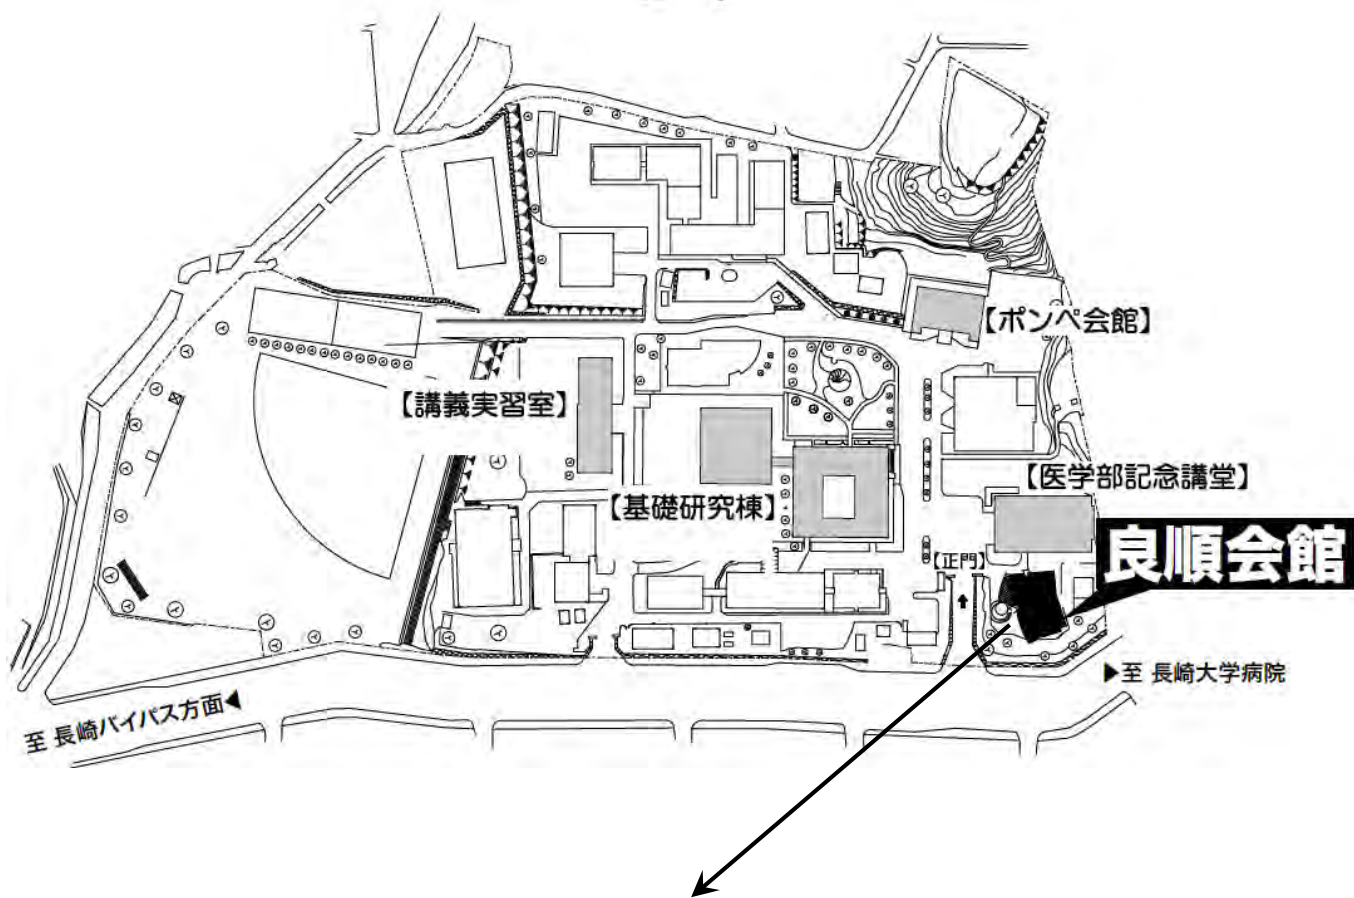 【ポンペ会館】
【講義実習室】
【医学部記念講堂】
【基礎研究棟】
良順会館
【正門】
▶至 長崎大学病院
至 長崎バイパス方面◀